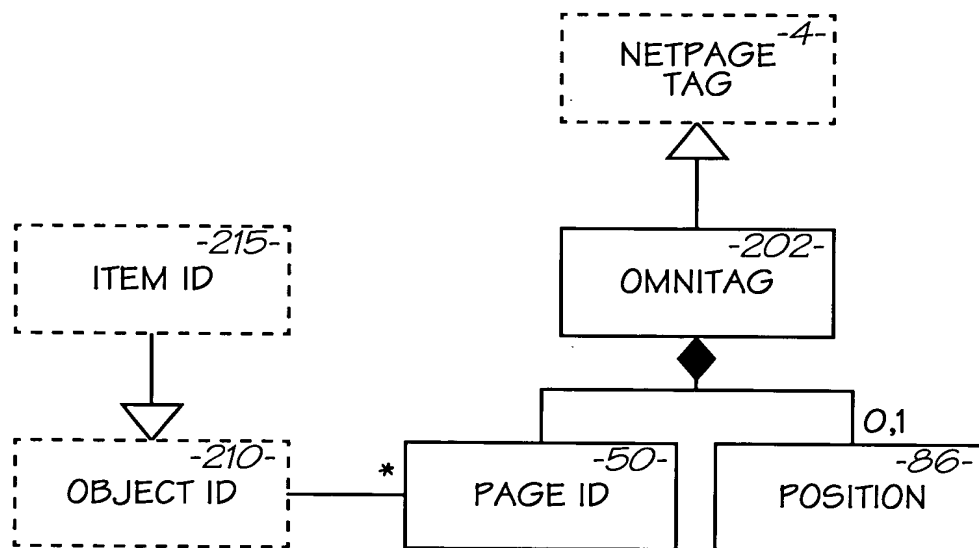 -4-
NETPAGE
TAG
-215-
ITEM ID
-202-
OMNITAG
0,1
-210-
OBJECT ID
*
-50-
PAGE ID
-86-
POSITION